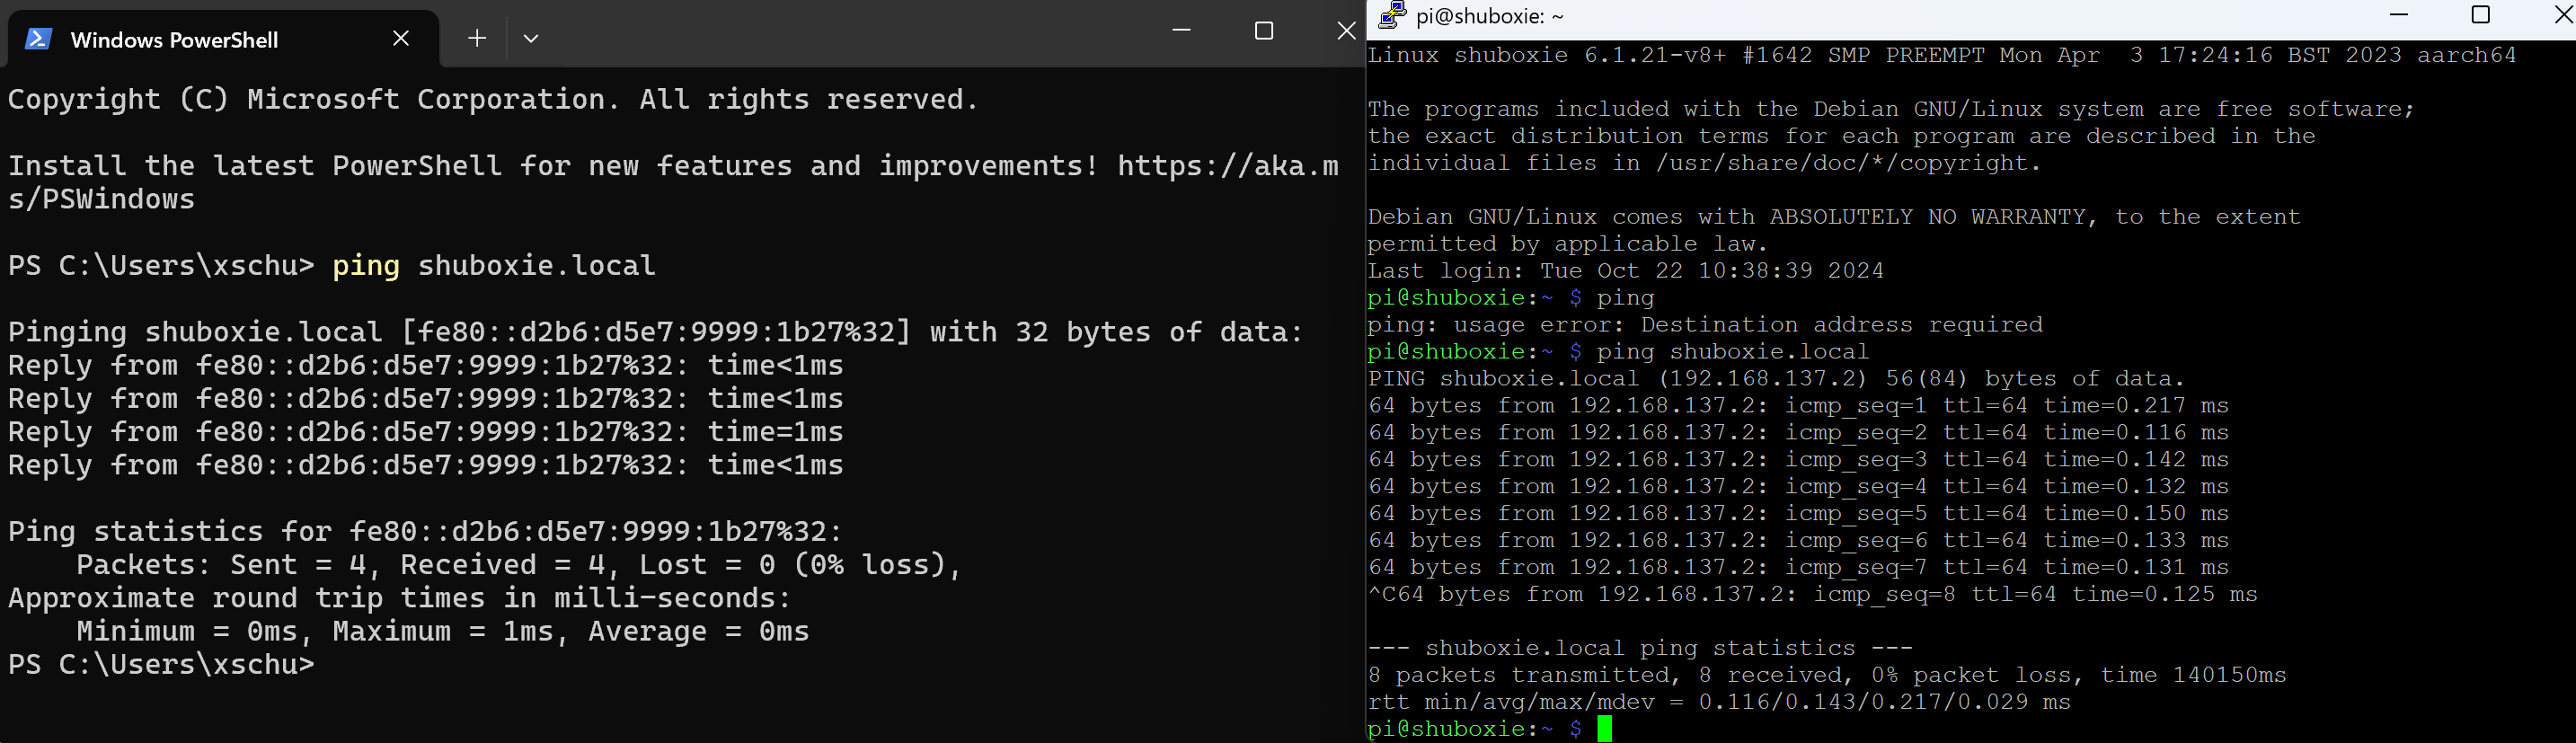 Windows PowerShell
Copyright (C) Microsoft Corporation. All rights reserved.
Install the latest PowerShell for new features and improvements! https://aka.m
s/PSWindows
PS C:\Users\xschu> ping shuboxie.local
Pinging shuboxie.local [fe80::d2b6:d5e7:9999:1b27%32] with 32 bytes of data:
Reply from fe80::d2b6:d5e7:9999:1b27%32: time<1ms
Reply from fe80::d2b6:d5e7:9999:1b27%32: time<1ms
Reply from fe80::d2b6:d5e7:9999:1b27%32: time=1ms
Reply from fe80::d2b6:d5e7:9999:1b27%32: time<1ms
Ping statistics for fe80::d2b6:d5e7:9999:1b27%32:
    Packets: Sent = 4, Received = 4, Lost = 0 (0% loss),
Approximate round trip times in milli-seconds:
    Minimum = 0ms, Maximum = 1ms, Average = 0ms
PS C:\Users\xschu>
pi@shuboxie: ~
Linux shuboxie 6.1.21-v8+ #1642 SMP PREEMPT Mon Apr  3 17:24:16 BST 2023 aarch64
The programs included with the Debian GNU/Linux system are free software;
the exact distribution terms for each program are described in the
individual files in /usr/share/doc/*/copyright.
Debian GNU/Linux comes with ABSOLUTELY NO WARRANTY, to the extent
permitted by applicable law.
Last login: Tue Oct 22 10:38:39 2024
pi@shuboxie:~ $ ping
ping: usage error: Destination address required
pi@shuboxie:~ $ ping shuboxie.local
PING shuboxie.local (192.168.137.2) 56(84) bytes of data.
64 bytes from 192.168.137.2: icmp_seq=1 ttl=64 time=0.217 ms
64 bytes from 192.168.137.2: icmp_seq=2 ttl=64 time=0.116 ms
64 bytes from 192.168.137.2: icmp_seq=3 ttl=64 time=0.142 ms
64 bytes from 192.168.137.2: icmp_seq=4 ttl=64 time=0.132 ms
64 bytes from 192.168.137.2: icmp_seq=5 ttl=64 time=0.150 ms
64 bytes from 192.168.137.2: icmp_seq=6 ttl=64 time=0.133 ms
64 bytes from 192.168.137.2: icmp_seq=7 ttl=64 time=0.131 ms
^C64 bytes from 192.168.137.2: icmp_seq=8 ttl=64 time=0.125 ms
--- shuboxie.local ping statistics ---
8 packets transmitted, 8 received, 0% packet loss, time 140150ms
rtt min/avg/max/mdev = 0.116/0.143/0.217/0.029 ms
pi@shuboxie:~ $